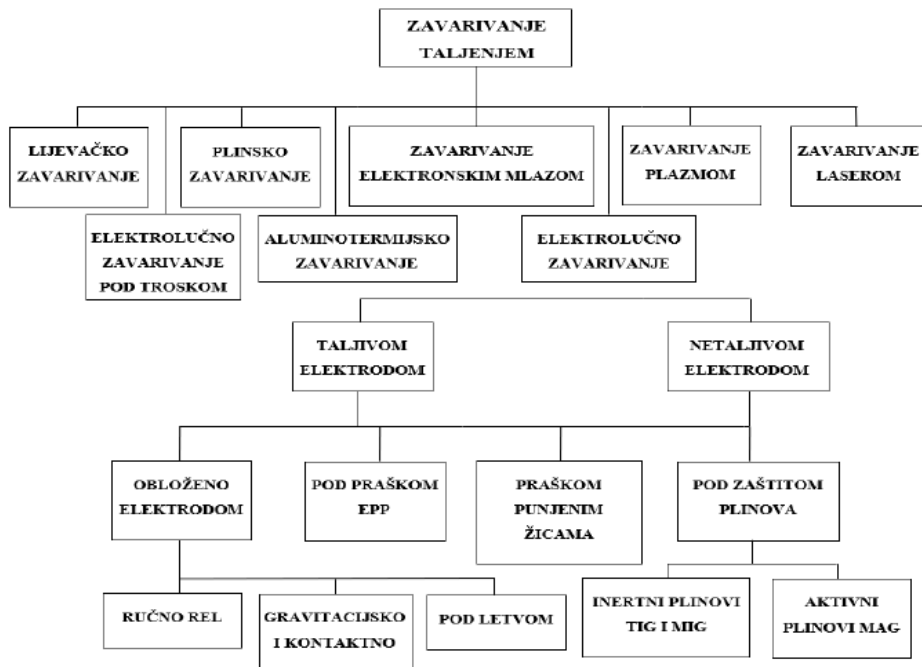 ZAVARIVANJE
TALJENJEM
LIJEVAČKO
ZAVARIVANJE
PLINSKO
ZAVARIVANJE
ZAVARIVANJE
ELEKTRONSKIM MLAZOM
ZAVARIVANJE
PLAZMOM
ZAVARIVANJE
LASEROM
ELEKTROLUČNO
ZAVARIVANJE
POD TROSKOM
ALUMINOTERMIJSKO
ZAVARIVANJE
ELEKTROLUČNO
ZAVARIVANJE
TALJIVOM
ELEKTRODOM
NETALJIVOM
ELEKTRODOM
OBLOŽENO
ELEKTRODOM
POD PRAŠKOM
EPP
PRAŠKOM
PUNJENIM
ŽICAMA
POD ZAŠTITOM
PLINOVA
RUČNO REL
GRAVITACIJSKO
I KONTAKTNO
POD LETVOM
INERTNI PLINOVI
TIG I MIG
AKTIVNI
PLINOVI MAG